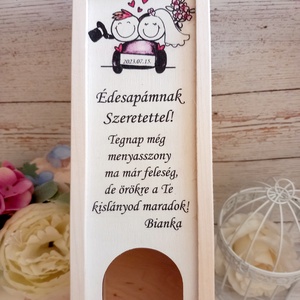 2023.07.15.
Édesapámnak
Szeretettel!
Tegnap még
menyasszony
ma már feleség,
de örökre a Te
kislányod maradok!
Bianka